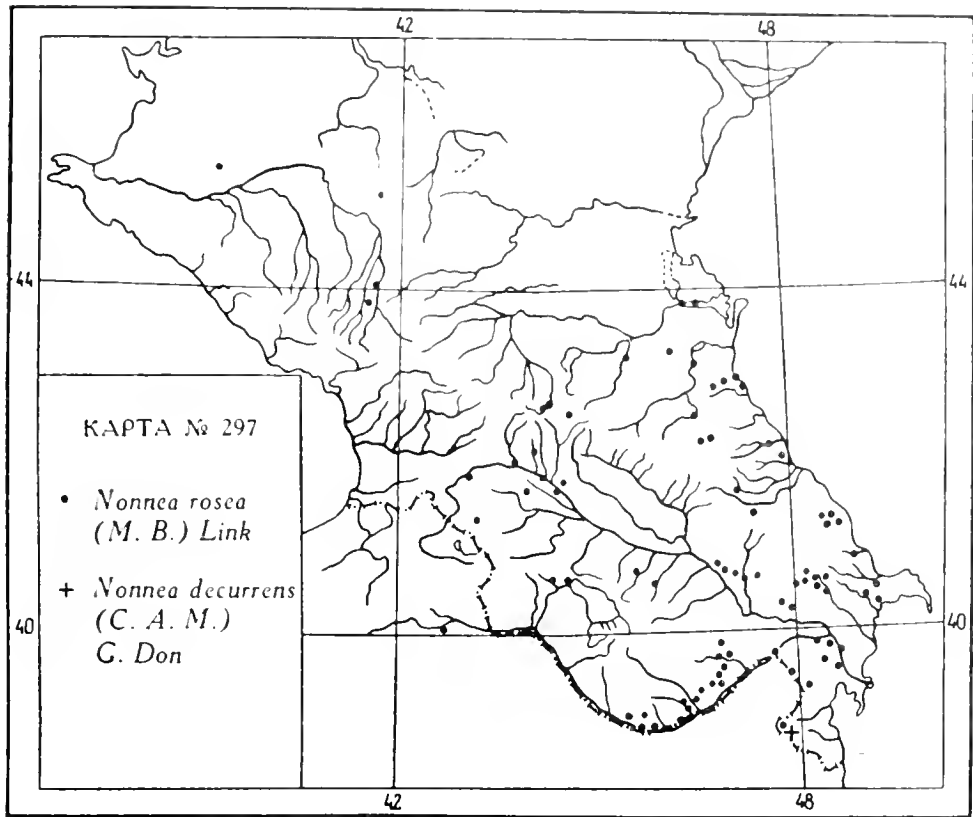 42 48
44 44
КАРТА № 297
• Nonnea rosea
(M. B.) Link
+ Nonnea decurrens
(C. A. M.)
G. Don
40 40
42 48